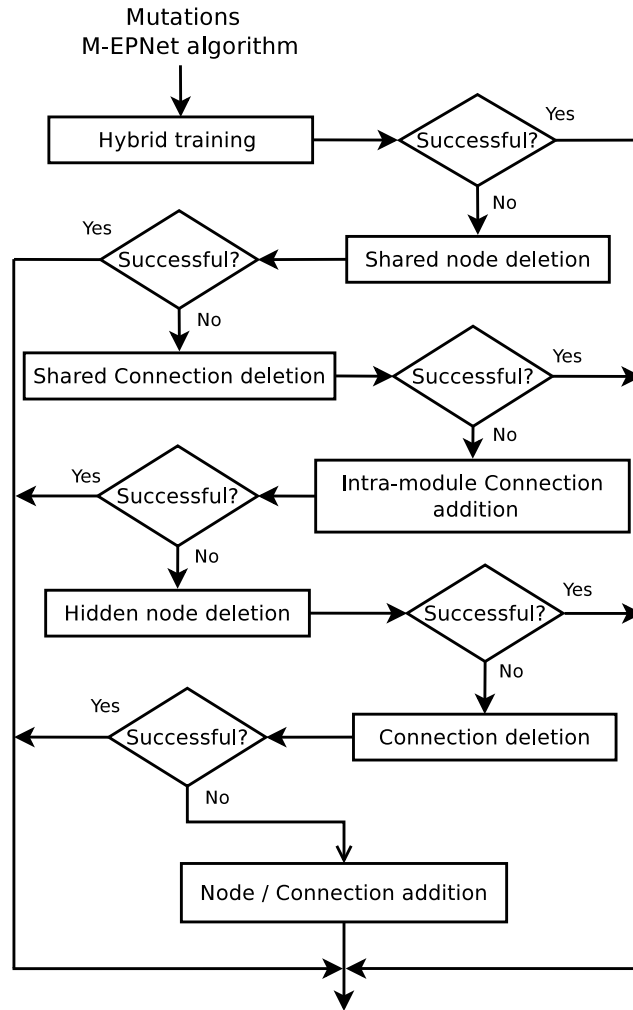 Mutations
M-EPNet algorithm
Hybrid training
Successful?
Yes
No
Shared node deletion
Successful?
Yes
No
Shared Connection deletion
Successful?
Yes
No
Intra-module Connection
addition
Successful?
Yes
No
Hidden node deletion
Successful?
Yes
No
Connection deletion
Successful?
Yes
No
Node / Connection addition